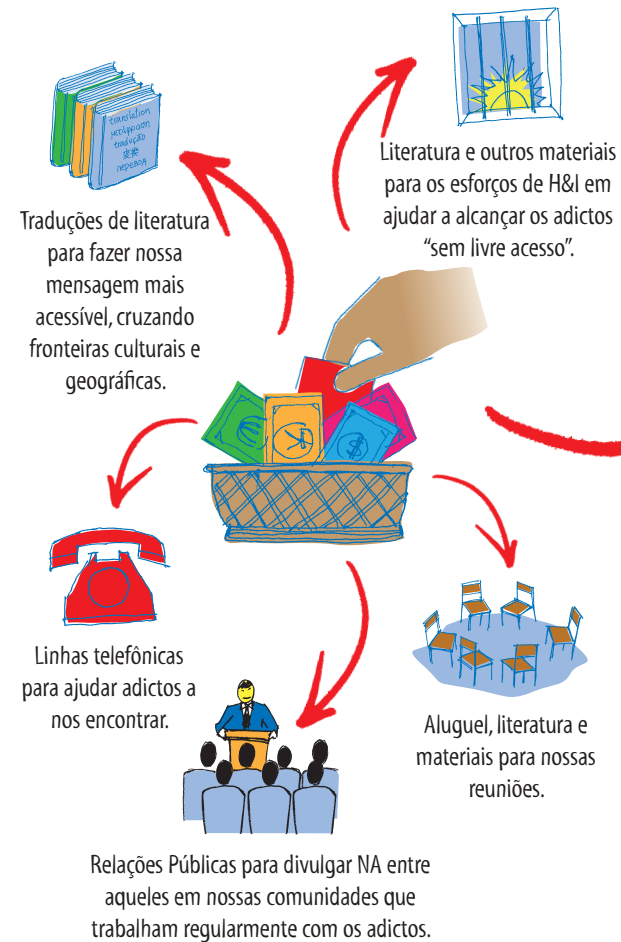 translation
tradução
Literatura e outros materiais
para os esforços de H&I em
ajudar a alcançar os adictos
“sem livre acesso”.
Traduções de literatura
para fazer nossa
mensagem mais
acessível, cruzando
fronteiras culturais e
geográficas.
€
$
Linhas telefônicas
para ajudar adictos a
nos encontrar.
Aluguel, literatura e
materiais para nossas
reuniões.
Relações Públicas para divulgar NA entre
aqueles em nossas comunidades que
trabalham regularmente com os adictos.